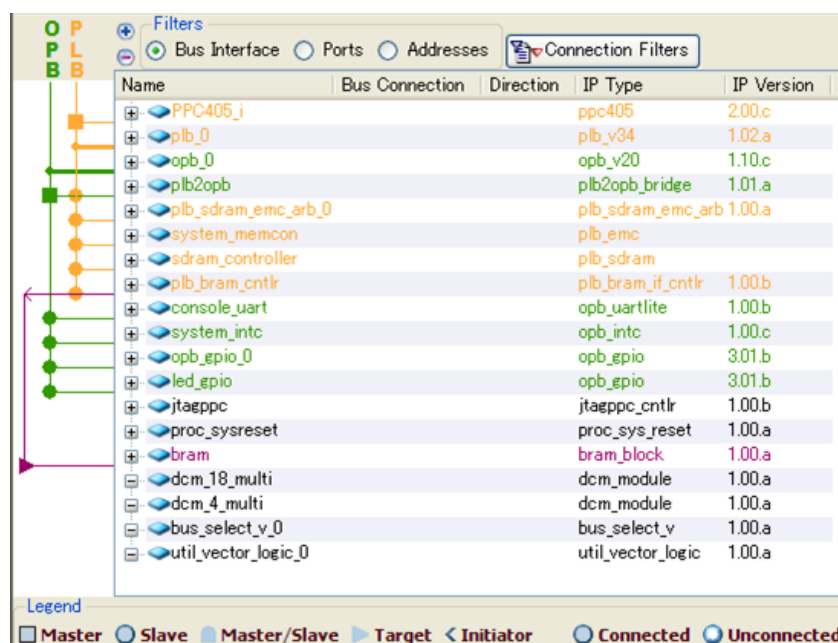 O P
P L
B B
Filters
Bus Interface Ports Addresses Connection Filters
Name Bus Connection Direction IP Type IP Version
PPC405_i ppc405 2.00.c
plb_0 plb_v34 1.02.a
opb_0 opb_v20 1.10.c
plb2opb plb2opb_bridge 1.01.a
plb_sdram_emc_arb_0 plb_sdram_emc_arb 1.00.a
system_memcon plb_emc
sdram_controller plb_sdram
plb_bram_cntlr plb_bram_if_cntlr 1.00.b
console_uart opb_uartlite 1.00.b
system_intc opb_intc 1.00.c
opb_gpio_0 opb_gpio 3.01.b
led_gpio opb_gpio 3.01.b
jtagppc jtagppc_cntlr 1.00.b
proc_sysreset proc_sys_reset 1.00.a
bram bram_block 1.00.a
dcm_18_multi dcm_module 1.00.a
dcm_4_multi dcm_module 1.00.a
bus_select_v_0 bus_select_v 1.00.a
util_vector_logic_0 util_vector_logic 1.00.a
Legend
Master Slave Master/Slave Target Initiator Connected Unconnected